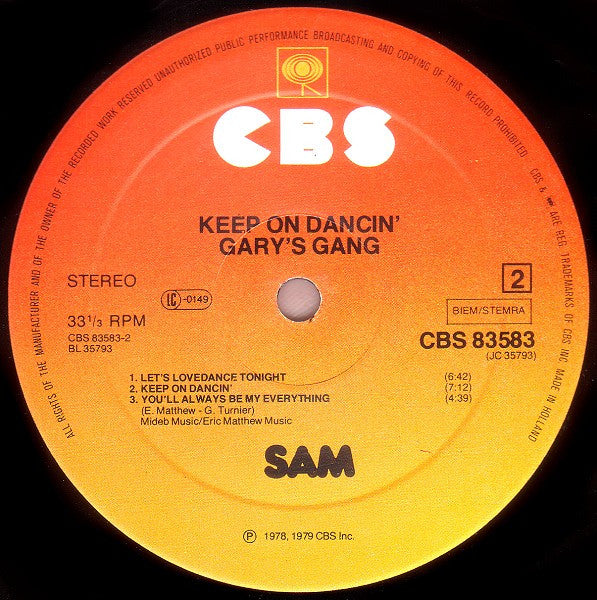 ALL RIGHTS OF THE MANUFACTURER AND OF THE OWNER OF THE RECORDED WORK RESERVED UNAUTHORIZED PUBLIC PERFORMANCE BROADCASTING AND COPYING OF THIS RECORD PROHIBITED. CBS & ARE REG. TRADEMARKS OF CBS INC MADE IN HOLLAND
CBS
KEEP ON DANCIN'
GARY'S GANG
STEREO
LC -0149
2
BIEM/STEMRA
33 1/3 RPM
CBS 83583-2
BL 35793
CBS 83583
(JC 35793)
1. LET'S LOVEDANCE TONIGHT (6:42)
2. KEEP ON DANCIN' (7:12)
3. YOU'LL ALWAYS BE MY EVERYTHING (4:39)
(E. Matthew - G. Turnier)
Mideb Music/Eric Matthew Music
SAM
Ⓟ 1978, 1979 CBS Inc.